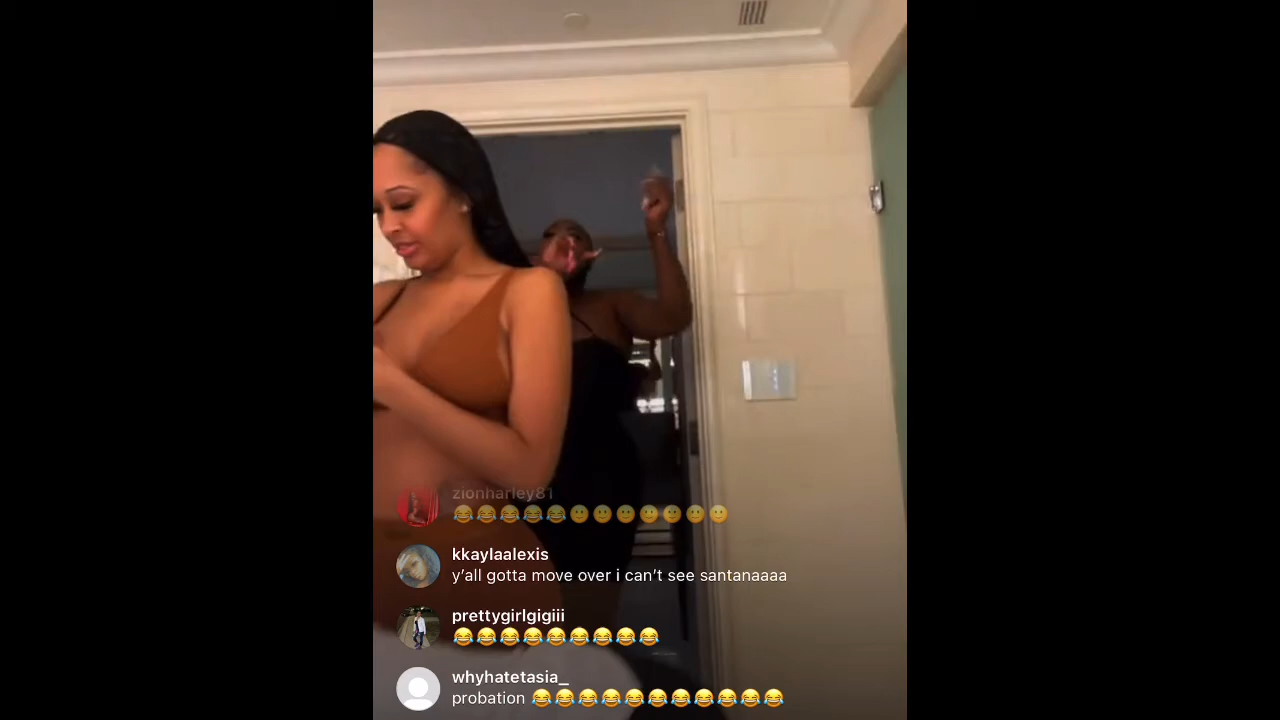 zionharley81
😂😂😂😂😂🙂🙂🙂🙂🙂🙂🙂
kkaylaalexis
y’all gotta move over i can’t see santanaaaa
prettygirlgigiii
😂😂😂😂😂😂😂😂😂
whyhatetasia_
probation 😂😂😂😂😂😂😂😂😂😂😂